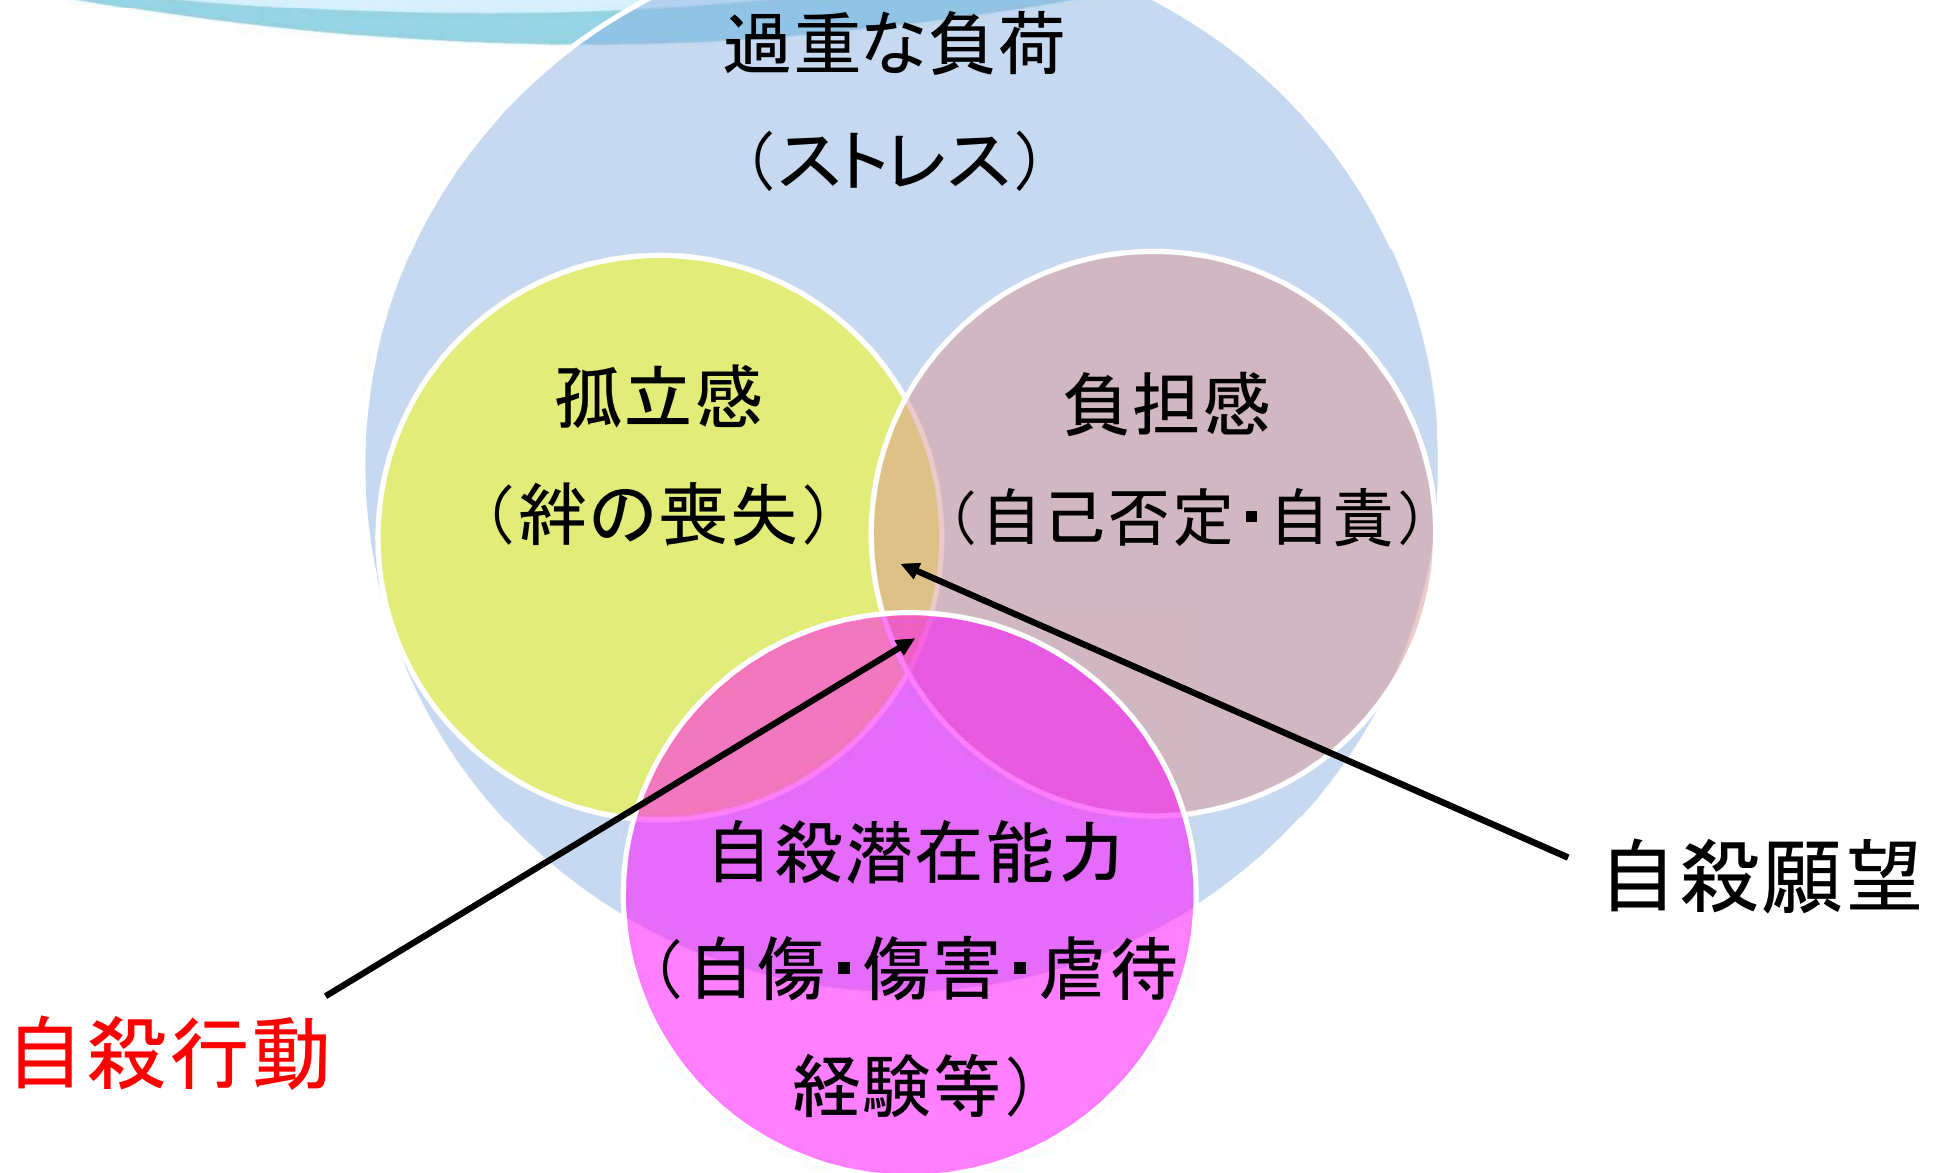 過重な負荷
（ストレス）
孤立感
（絆の喪失）
負担感
（自己否定・自責）
自殺潜在能力
（自傷・傷害・虐待
経験等）
自殺願望
自殺行動